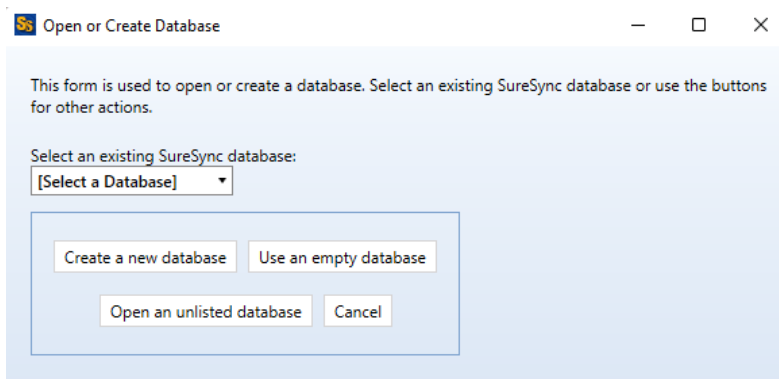 Ss Open or Create Database
This form is used to open or create a database. Select an existing SureSync database or use the buttons
for other actions.
Select an existing SureSync database:
[Select a Database]
Create a new database Use an empty database
Open an unlisted database Cancel